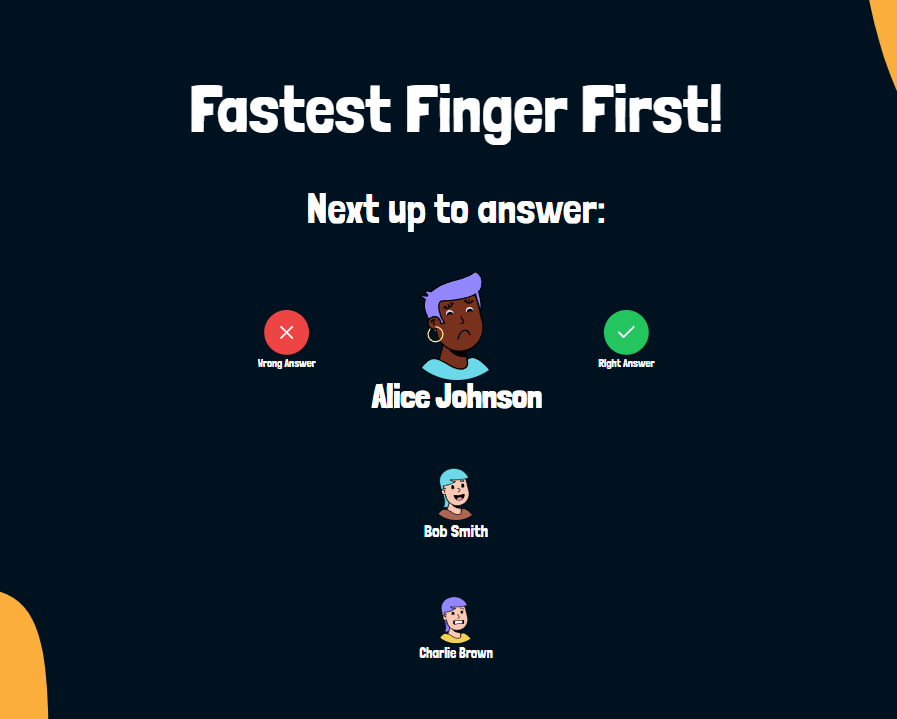 Fastest Finger First!
Next up to answer:
Wrong Answer
Right Answer
Alice Johnson
Bob Smith
Charlie Brown